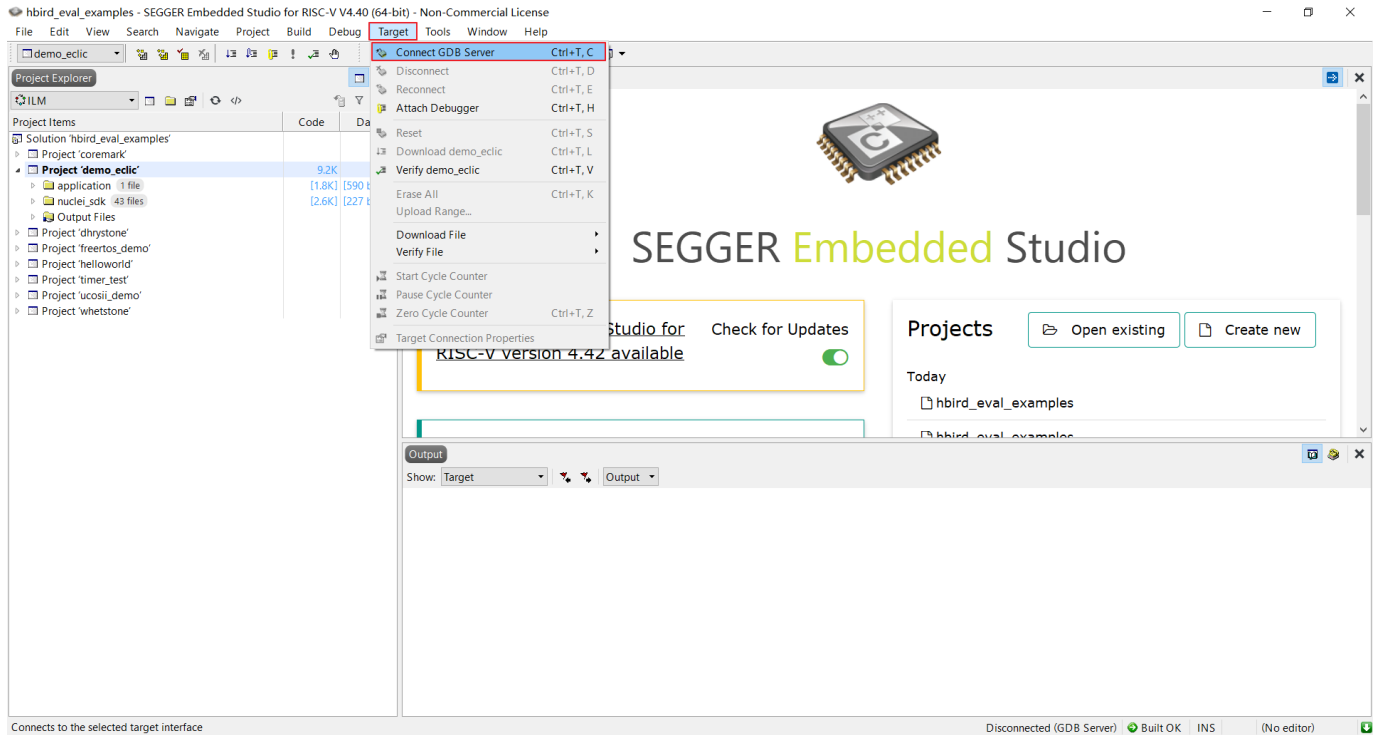 hbird_eval_examples - SEGGER Embedded Studio for RISC-V V4.40 (64-bit) - Non-Commercial License
File Edit View Search Navigate Project Build Debug Target Tools Window Help
demo_eclic
Connect GDB Server Ctrl+T, C
Disconnect Ctrl+T, D
Reconnect Ctrl+T, E
Attach Debugger Ctrl+T, H
Reset Ctrl+T, S
Download demo_eclic Ctrl+T, L
Verify demo_eclic Ctrl+T, V
Erase All Ctrl+T, K
Upload Range...
Download File
Verify File
Start Cycle Counter
Pause Cycle Counter
Zero Cycle Counter Ctrl+T, Z
Target Connection Properties
Project Explorer
ILM
Project Items Code Da
Solution 'hbird_eval_examples'
Project 'coremark'
Project 'demo_eclic' 9.2K
application 1 file [1.8K] [590 b
nuclei_sdk 43 files [2.6K] [227 b
Output Files
Project 'dhrystone'
Project 'freertos_demo'
Project 'helloworld'
Project 'timer_test'
Project 'ucosii_demo'
Project 'whetstone'
C ++
SEGGER Embedded Studio
Studio for
RISC-V version 4.42 available
Check for Updates
Projects Open existing Create new
Today
hbird_eval_examples
hbird_eval_examples
Output
Show: Target Output
Connects to the selected target interface
Disconnected (GDB Server) Built OK INS (No editor)